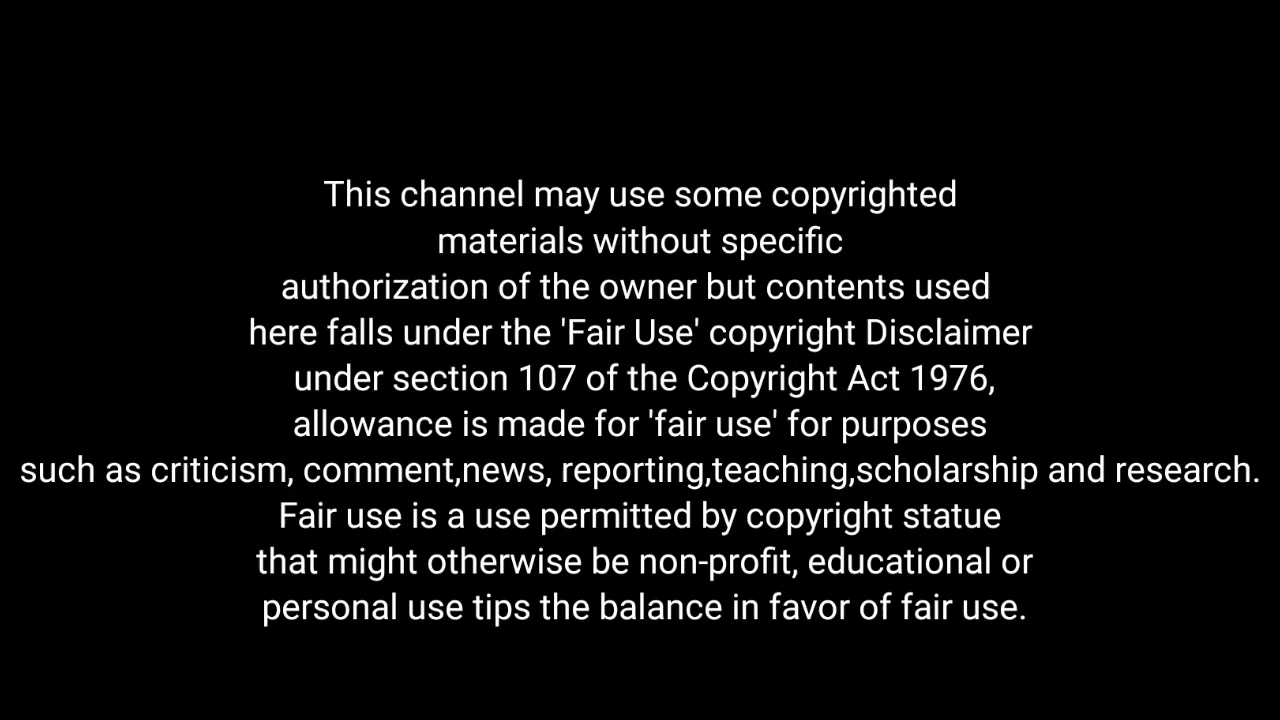 This channel may use some copyrighted
materials without specific
authorization of the owner but contents used
here falls under the 'Fair Use' copyright Disclaimer
under section 107 of the Copyright Act 1976,
allowance is made for 'fair use' for purposes
such as criticism, comment,news, reporting,teaching,scholarship and research.
Fair use is a use permitted by copyright statue
that might otherwise be non-profit, educational or
personal use tips the balance in favor of fair use.